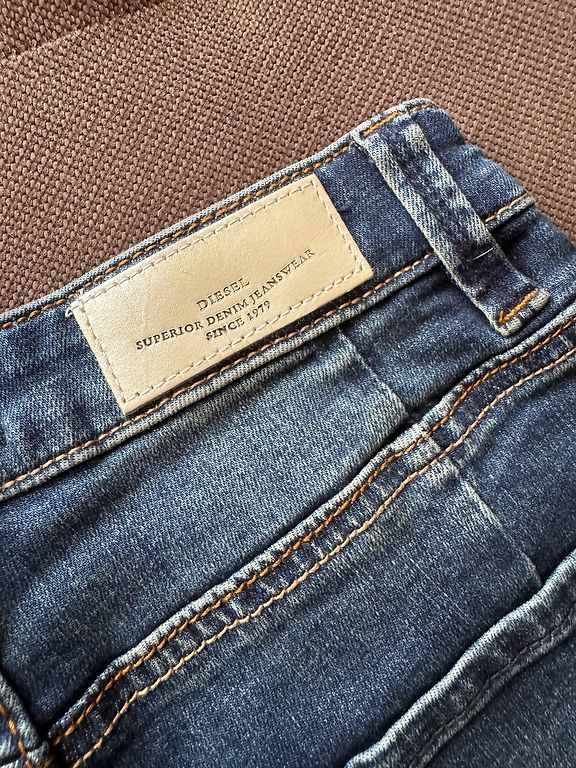 DIESEL
SUPERIOR DENIM JEANSWEAR
SINCE 1979